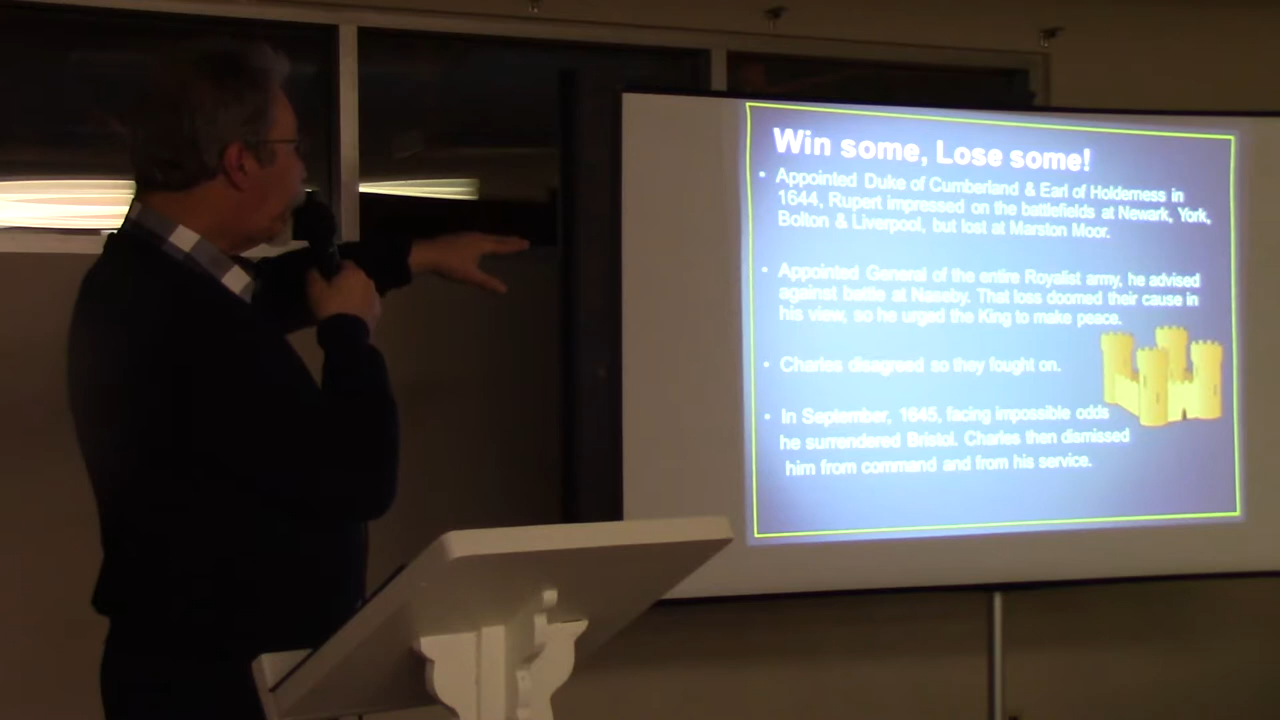 Win some, Lose some!
• Appointed Duke of Cumberland & Earl of Holderness in
1644, Rupert impressed on the battlefields at Newark, York,
Bolton & Liverpool, but lost at Marston Moor.
• Appointed General of the entire Royalist army, he advised
against battle at Naseby. That loss doomed their cause in
his view, so he urged the King to make peace.
• Charles disagreed so they fought on.
• In September, 1645, facing impossible odds
he surrendered Bristol. Charles then dismissed
him from command and from his service.